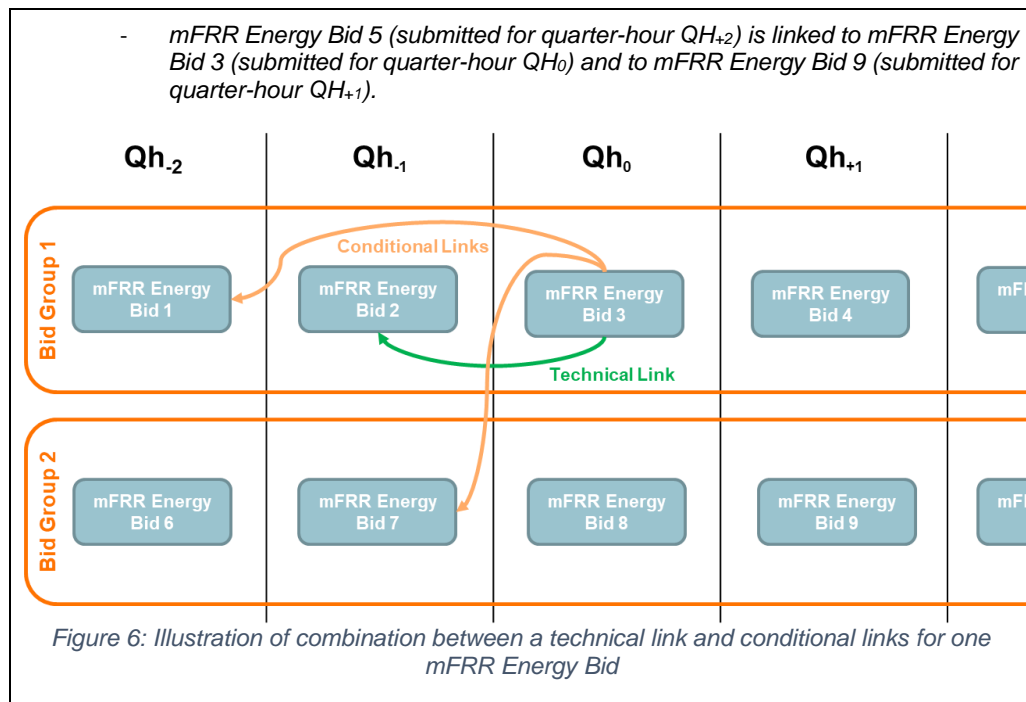 - mFRR Energy Bid 5 (submitted for quarter-hour QH+2) is linked to mFRR Energy
Bid 3 (submitted for quarter-hour QH0) and to mFRR Energy Bid 9 (submitted for
quarter-hour QH+1).
Qh-2 Qh-1 Qh0 Qh+1
Bid Group 1
Conditional Links
mFRR Energy
Bid 1
mFRR Energy
Bid 2
mFRR Energy
Bid 3
mFRR Energy
Bid 4
Technical Link
Bid Group 2
mFRR Energy
Bid 6
mFRR Energy
Bid 7
mFRR Energy
Bid 8
mFRR Energy
Bid 9
Figure 6: Illustration of combination between a technical link and conditional links for one
mFRR Energy Bid